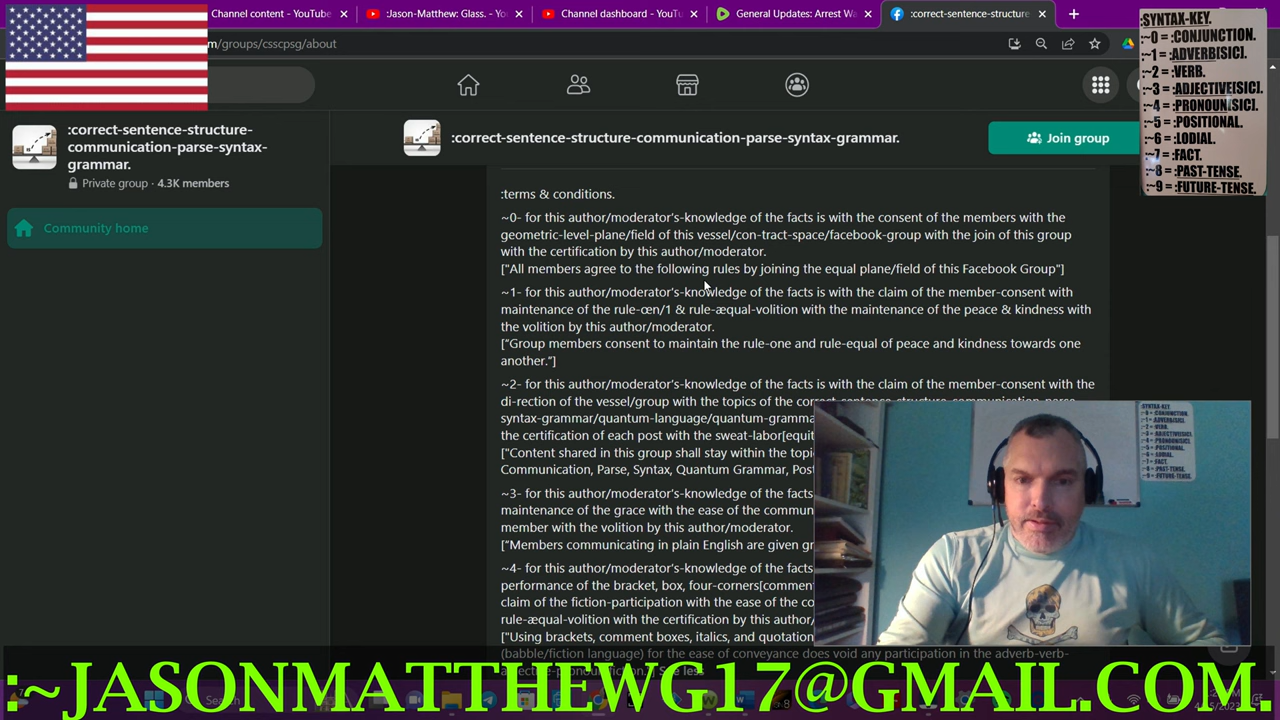 Channel content - YouTube
:Jason-Matthew: Glass. - YouTub
Channel dashboard - YouTube
General Updates: Arrest Wa
:correct-sentence-structure
m/groups/csscpsg/about
:SYNTAX-KEY.
:~0 = :CONJUNCTION.
:~1 = :ADVERB[SIC].
:~2 = :VERB.
:~3 = :ADJECTIVE[SIC].
:~4 = :PRONOUN[SIC].
:~5 = :POSITIONAL.
:~6 = :LODIAL.
:~7 = :FACT.
:~8 = :PAST-TENSE.
:~9 = :FUTURE-TENSE.
:correct-sentence-structure-
communication-parse-syntax-
grammar.
Private group · 4.3K members
Community home
:correct-sentence-structure-communication-parse-syntax-grammar.
Join group
:terms & conditions.
~0- for this author/moderator's-knowledge of the facts is with the consent of the members with the
geometric-level-plane/field of this vessel/con-tract-space/facebook-group with the join of this group
with the certification by this author/moderator.
["All members agree to the following rules by joining the equal plane/field of this Facebook Group"]
~1- for this author/moderator's-knowledge of the facts is with the claim of the member-consent with
maintenance of the rule-œn/1 & rule-æqual-volition with the maintenance of the peace & kindness with
the volition by this author/moderator.
["Group members consent to maintain the rule-one and rule-equal of peace and kindness towards one
another."]
~2- for this author/moderator's-knowledge of the facts is with the claim of the member-consent with the
di-rection of the vessel/group with the topics of the correct-sentence-structure-communication-parse-
syntax-grammar/quantum-language/quantum-gramma
the certification of each post with the sweat-labor[equit
["Content shared in this group shall stay within the topi
Communication, Parse, Syntax, Quantum Grammar, Pos
~3- for this author/moderator's-knowledge of the facts
maintenance of the grace with the ease of the commun
member with the volition by this author/moderator.
["Members communicating in plain English are given gr
~4- for this author/moderator's-knowledge of the facts
performance of the bracket, box, four-corners[comment
claim of the fiction-participation with the ease of the co
rule-æqual-volition with the certification by this author/
["Using brackets, comment boxes, italics, and quotation
(babble/fiction language) for the ease of conveyance does void any participation in the adverb-verb-
:~JASONMATTHEWG17@GMAIL.COM.